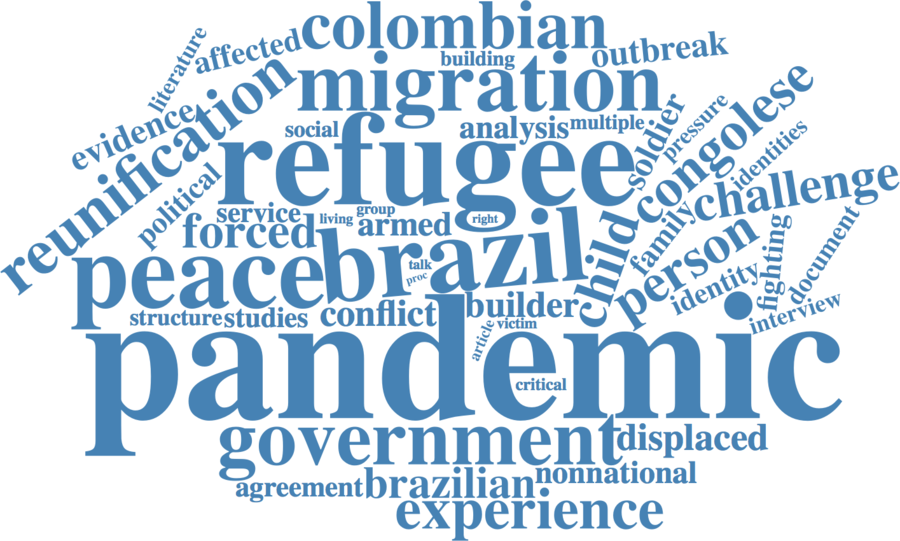 colombian
affected
building
outbreak
literature
migration
evidence
reunification
social
analysis
multiple
soldier
pressure
congolese
refugee
identities
political
service
living
group
right
armed
challenge
forced
child
family
person
fighting
document
peace
brazil
talk
proc
identity
structure
studies
conflict
builder
interview
article
victim
pandemic
critical
government
displaced
agreement
brazilian
nonnational
experience